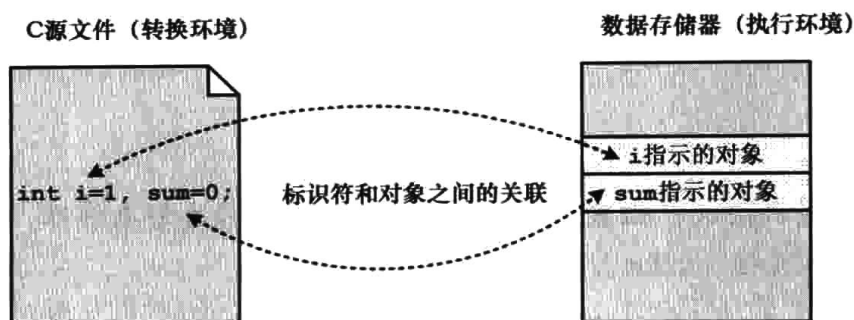 C源文件（转换环境）
数据存储器（执行环境）
int i=1, sum=0;
标识符和对象之间的关联
i指示的对象
sum指示的对象